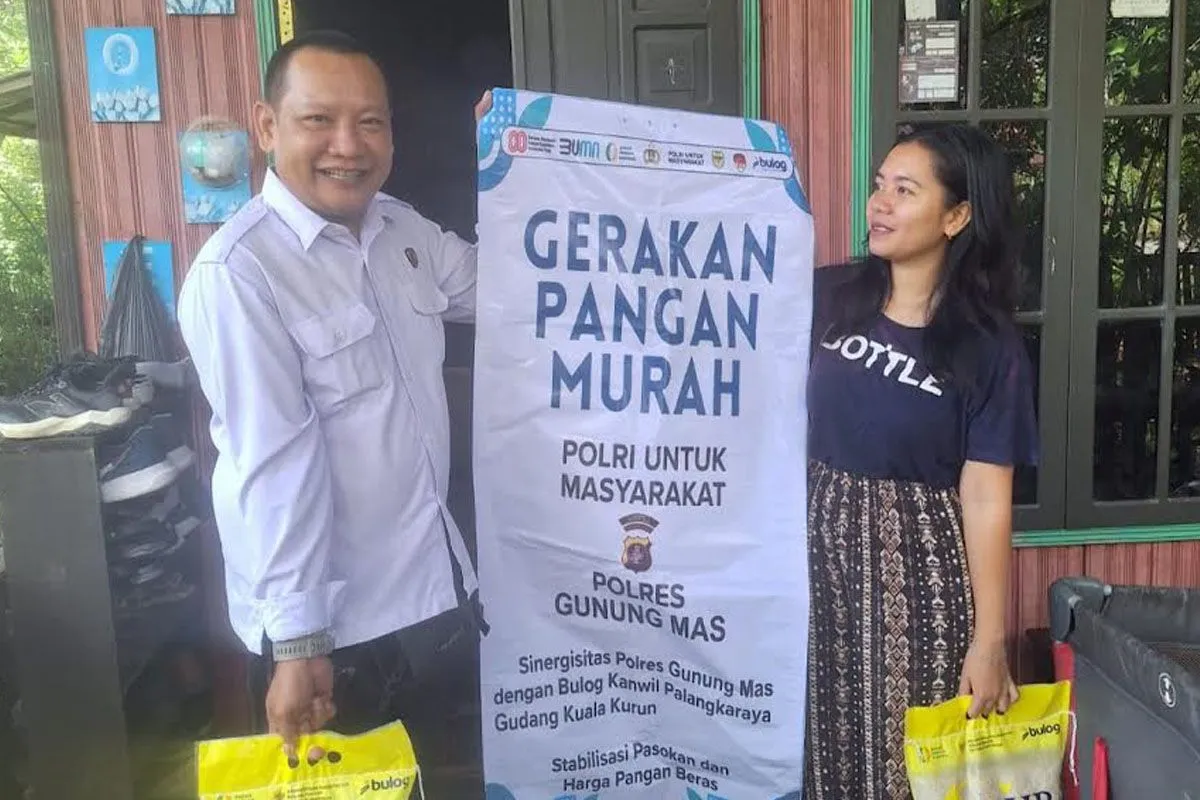 BUMN
POLRI UNTUK
MASYARAKAT
bulog
GERAKAN
PANGAN
MURAH
POLRI UNTUK
MASYARAKAT
POLRES
GUNUNG MAS
Sinergisitas Polres Gunung Mas
dengan Bulog Kanwil Palangkaraya
Gudang Kuala Kurun
Stabilisasi Pasokan dan
Harga Pangan Beras
BOTTLE
bulog
bulog